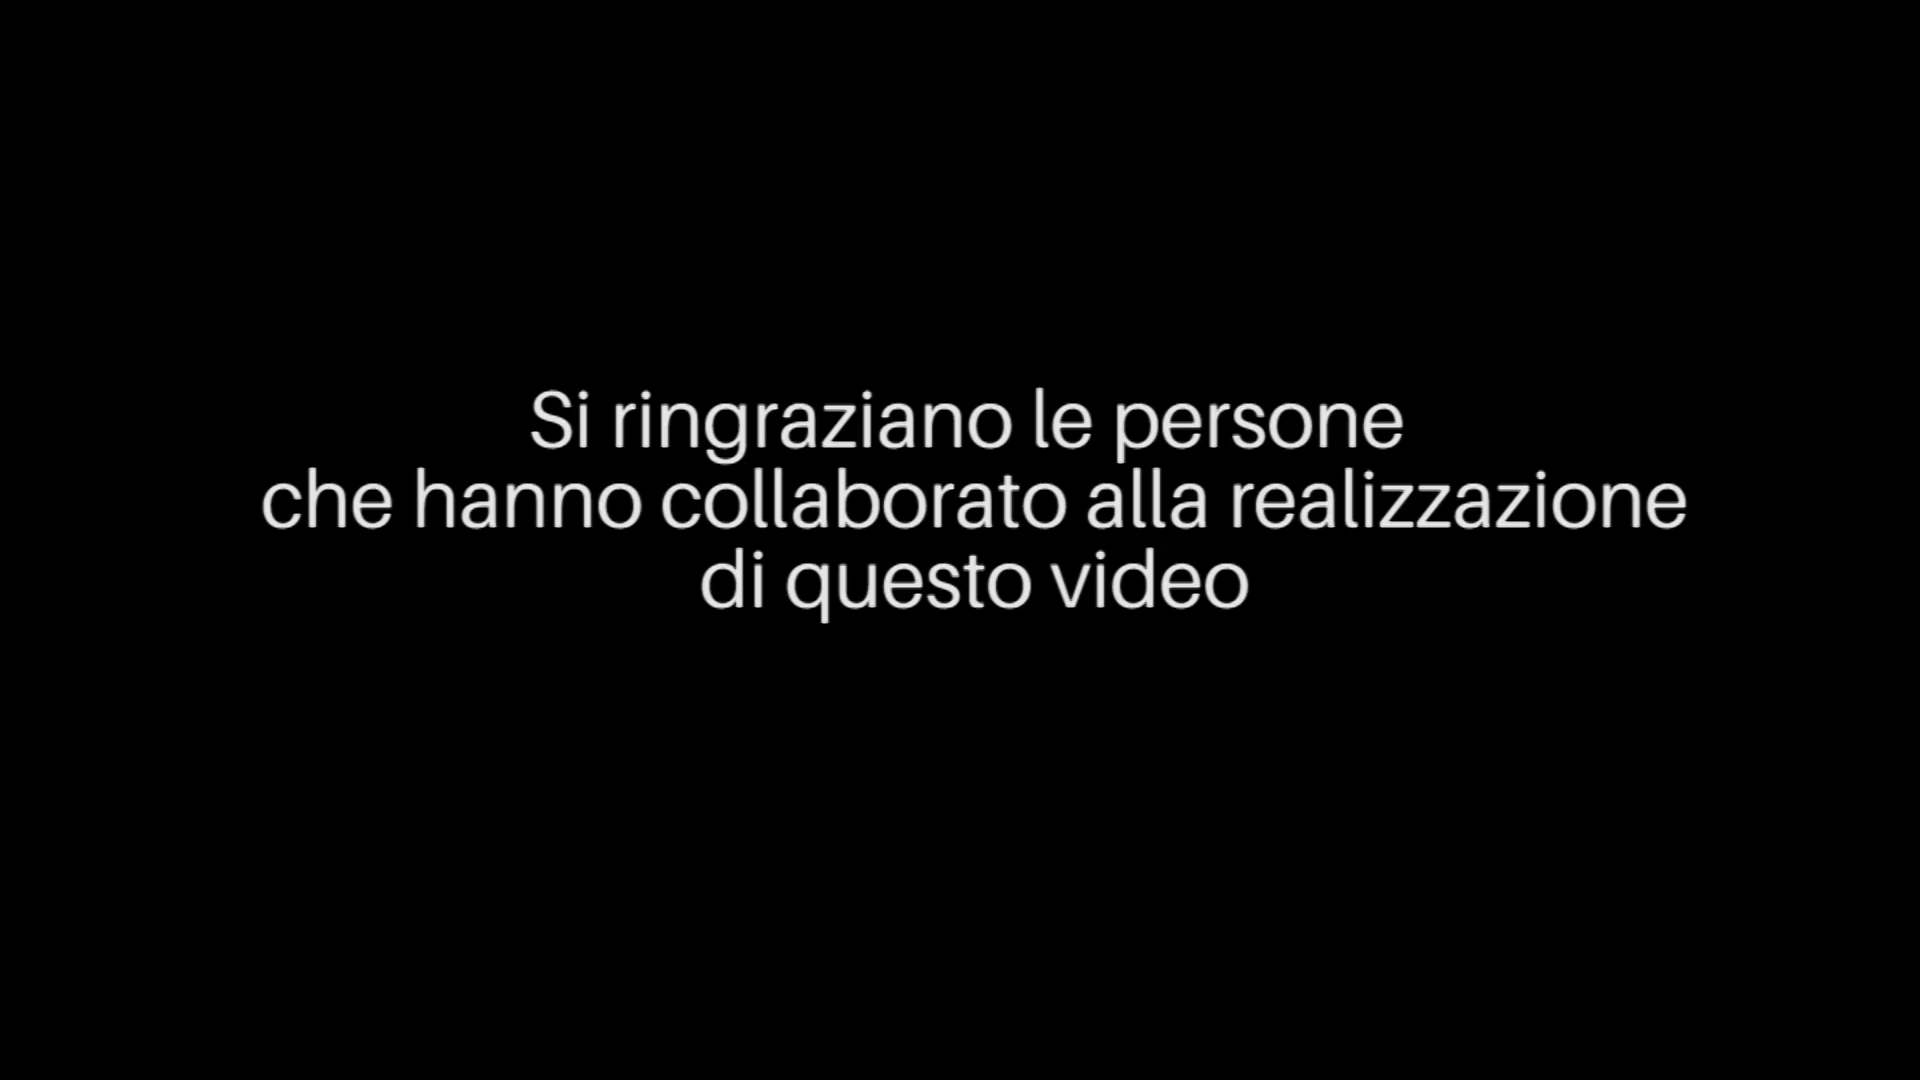 Si ringraziano le persone
che hanno collaborato alla realizzazione
di questo video